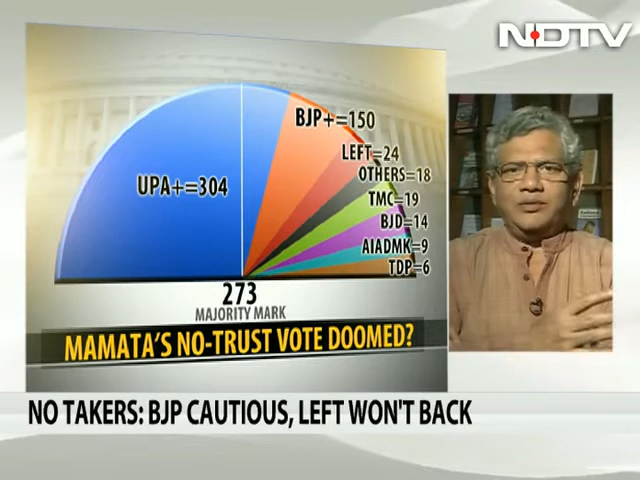 NDTV
UPA+=304
BJP+=150
LEFT=24
OTHERS=18
TMC=19
BJD=14
AIADMK=9
TDP=6
273
MAJORITY MARK
MAMATA'S NO-TRUST VOTE DOOMED?
NO TAKERS: BJP CAUTIOUS, LEFT WON'T BACK